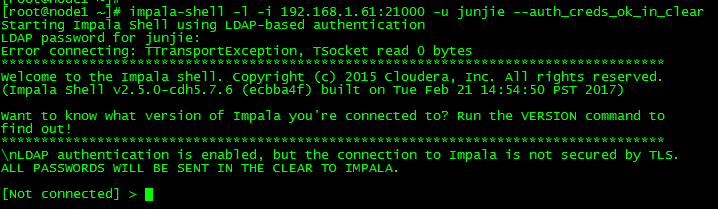 [root@node1 ~]#
[root@node1 ~]# impala-shell -l -i 192.168.1.61:21000 -u junjie --auth_creds_ok_in_clear
Starting Impala Shell using LDAP-based authentication
LDAP password for junjie:
Error connecting: TTransportException, TSocket read 0 bytes
***********************************************************************************
Welcome to the Impala shell. Copyright (c) 2015 Cloudera, Inc. All rights reserved.
(Impala Shell v2.5.0-cdh5.7.6 (ecbba4f) built on Tue Feb 21 14:54:50 PST 2017)

Want to know what version of Impala you're connected to? Run the VERSION command to
find out!
***********************************************************************************
\nLDAP authentication is enabled, but the connection to Impala is not secured by TLS.
ALL PASSWORDS WILL BE SENT IN THE CLEAR TO IMPALA.

[Not connected] >